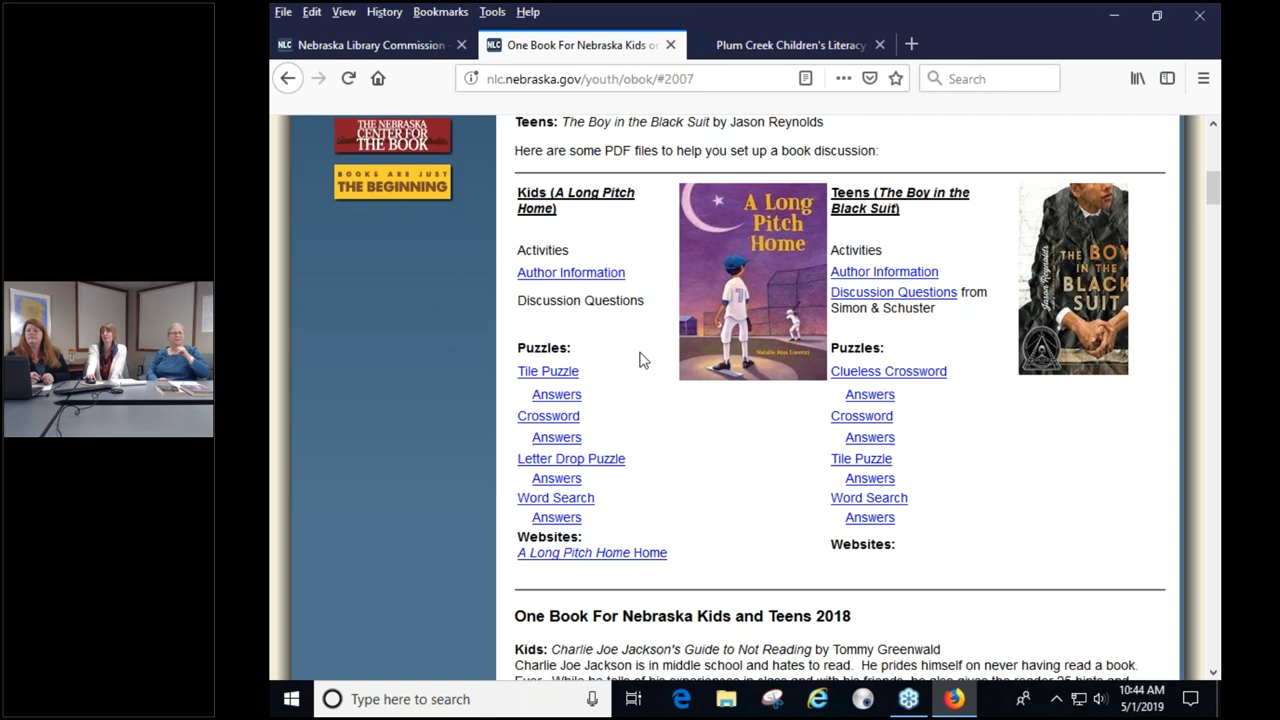 File Edit View History Bookmarks Tools Help
Nebraska Library Commission
One Book For Nebraska Kids
Plum Creek Children's Literacy
nlc.nebraska.gov/youth/obok/#2007
Search
THE NEBRASKA
CENTER FOR
THE BOOK
BOOKS ARE JUST
THE BEGINNING
Teens: The Boy in the Black Suit by Jason Reynolds
Here are some PDF files to help you set up a book discussion:
Kids (A Long Pitch
Home)
Activities
Author Information
Discussion Questions
Puzzles:
Tile Puzzle
Answers
Crossword
Answers
Letter Drop Puzzle
Answers
Word Search
Answers
Websites:
A Long Pitch Home Home
A Long
Pitch
Home
Natalie Dias Lorenzi
Teens (The Boy in the
Black Suit)
Activities
Author Information
Discussion Questions from
Simon & Schuster
Puzzles:
Clueless Crossword
Answers
Crossword
Answers
Tile Puzzle
Answers
Word Search
Answers
Websites:
THE BOY
IN THE
BLACK
SUIT
Jason Reynolds
One Book For Nebraska Kids and Teens 2018
Kids: Charlie Joe Jackson's Guide to Not Reading by Tommy Greenwald
Charlie Joe Jackson is in middle school and hates to read. He prides himself on never having read a book.
Type here to search
10:44 AM
5/1/2019